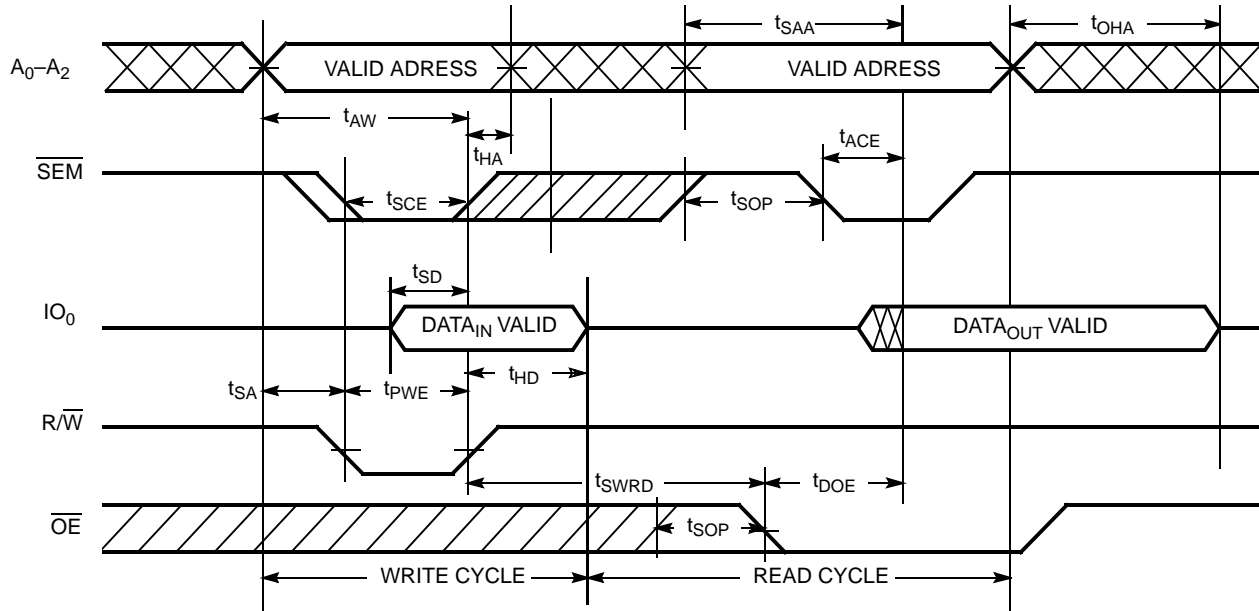 tSAA
tOHA
A0–A2
VALID ADRESS
VALID ADRESS
tAW
tHA
tACE
SEM
tSCE
tSOP
tSD
IO0
DATAIN VALID
DATAOUT VALID
tSA
tPWE
tHD
R/W
tSWRD
tDOE
OE
tSOP
WRITE CYCLE
READ CYCLE